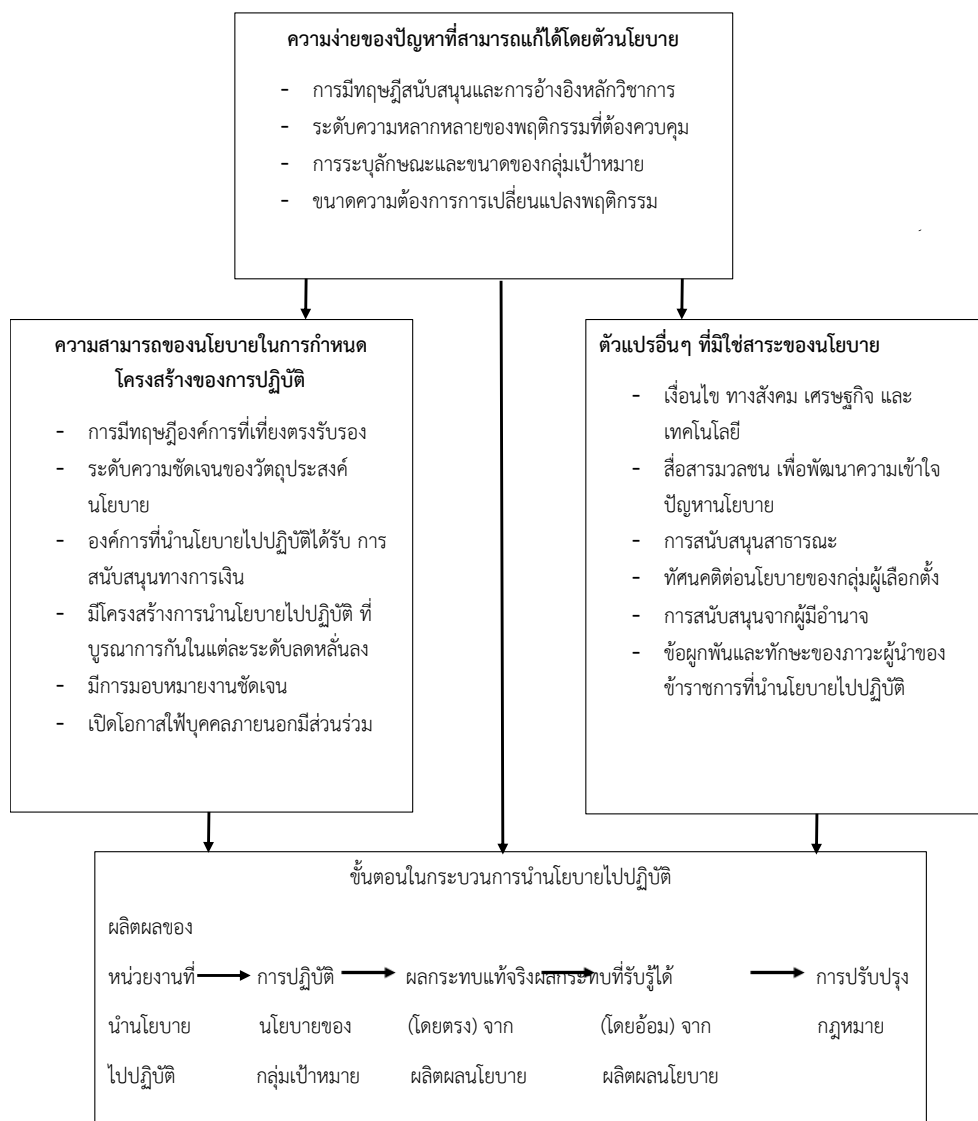 ความง่ายของปัญหาที่สามารถแก้ได้โดยตัวนโยบาย
- การมีทฤษฎีสนับสนุนและการอ้างอิงหลักวิชาการ
- ระดับความหลากหลายของพฤติกรรมที่ต้องควบคุม
- การระบุลักษณะและขนาดของกลุ่มเป้าหมาย
- ขนาดความต้องการการเปลี่ยนแปลงพฤติกรรม
ความสามารถของนโยบายในการกำหนด
โครงสร้างของการปฏิบัติ
- การมีทฤษฎีองค์การที่เที่ยงตรงรับรอง
- ระดับความชัดเจนของวัตถุประสงค์
นโยบาย
- องค์การที่นำนโยบายไปปฏิบัติได้รับ การ
สนับสนุนทางการเงิน
- มีโครงสร้างการนำนโยบายไปปฏิบัติ ที่
บูรณาการกันในแต่ละระดับลดหลั่นลง
- มีการมอบหมายงานชัดเจน
- เปิดโอกาสใฟ้บุคคลภายนอกมีส่วนร่วม
ตัวแปรอื่นๆ ที่มิใช่สาระของนโยบาย
- เงื่อนไข ทางสังคม เศรษฐกิจ และ
เทคโนโลยี
- สื่อสารมวลชน เพื่อพัฒนาความเข้าใจ
ปัญหานโยบาย
- การสนับสนุนสาธารณะ
- ทัศนคติต่อนโยบายของกลุ่มผู้เลือกตั้ง
- การสนับสนุนจากผู้มีอำนาจ
- ข้อผูกพันและทักษะของภาวะผู้นำของ
ข้าราชการที่นำนโยบายไปปฏิบัติ
ขั้นตอนในกระบวนการนำนโยบายไปปฏิบัติ
ผลิตผลของ
หน่วยงานที่
นำนโยบาย
ไปปฏิบัติ
การปฏิบัติ
นโยบายของ
กลุ่มเป้าหมาย
ผลกระทบแท้จริง
(โดยตรง) จาก
ผลิตผลนโยบาย
ผลกระทบที่รับรู้ได้
(โดยอ้อม) จาก
ผลิตผลนโยบาย
การปรับปรุง
กฎหมาย